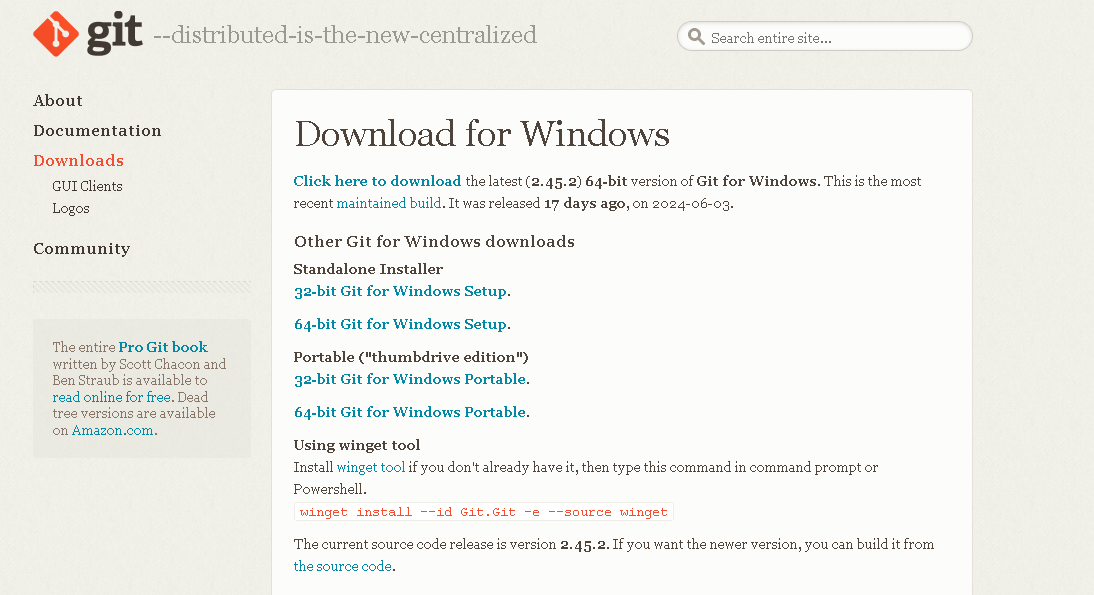 git --distributed-is-the-new-centralized
Search entire site...
About
Documentation
Downloads
GUI Clients
Logos
Community
The entire Pro Git book
written by Scott Chacon and
Ben Straub is available to
read online for free. Dead
tree versions are available
on Amazon.com.
Download for Windows
Click here to download the latest (2.45.2) 64-bit version of Git for Windows. This is the most
recent maintained build. It was released 17 days ago, on 2024-06-03.
Other Git for Windows downloads
Standalone Installer
32-bit Git for Windows Setup.
64-bit Git for Windows Setup.
Portable ("thumbdrive edition")
32-bit Git for Windows Portable.
64-bit Git for Windows Portable.
Using winget tool
Install winget tool if you don't already have it, then type this command in command prompt or
Powershell.
winget install --id Git.Git -e --source winget
The current source code release is version 2.45.2. If you want the newer version, you can build it from
the source code.